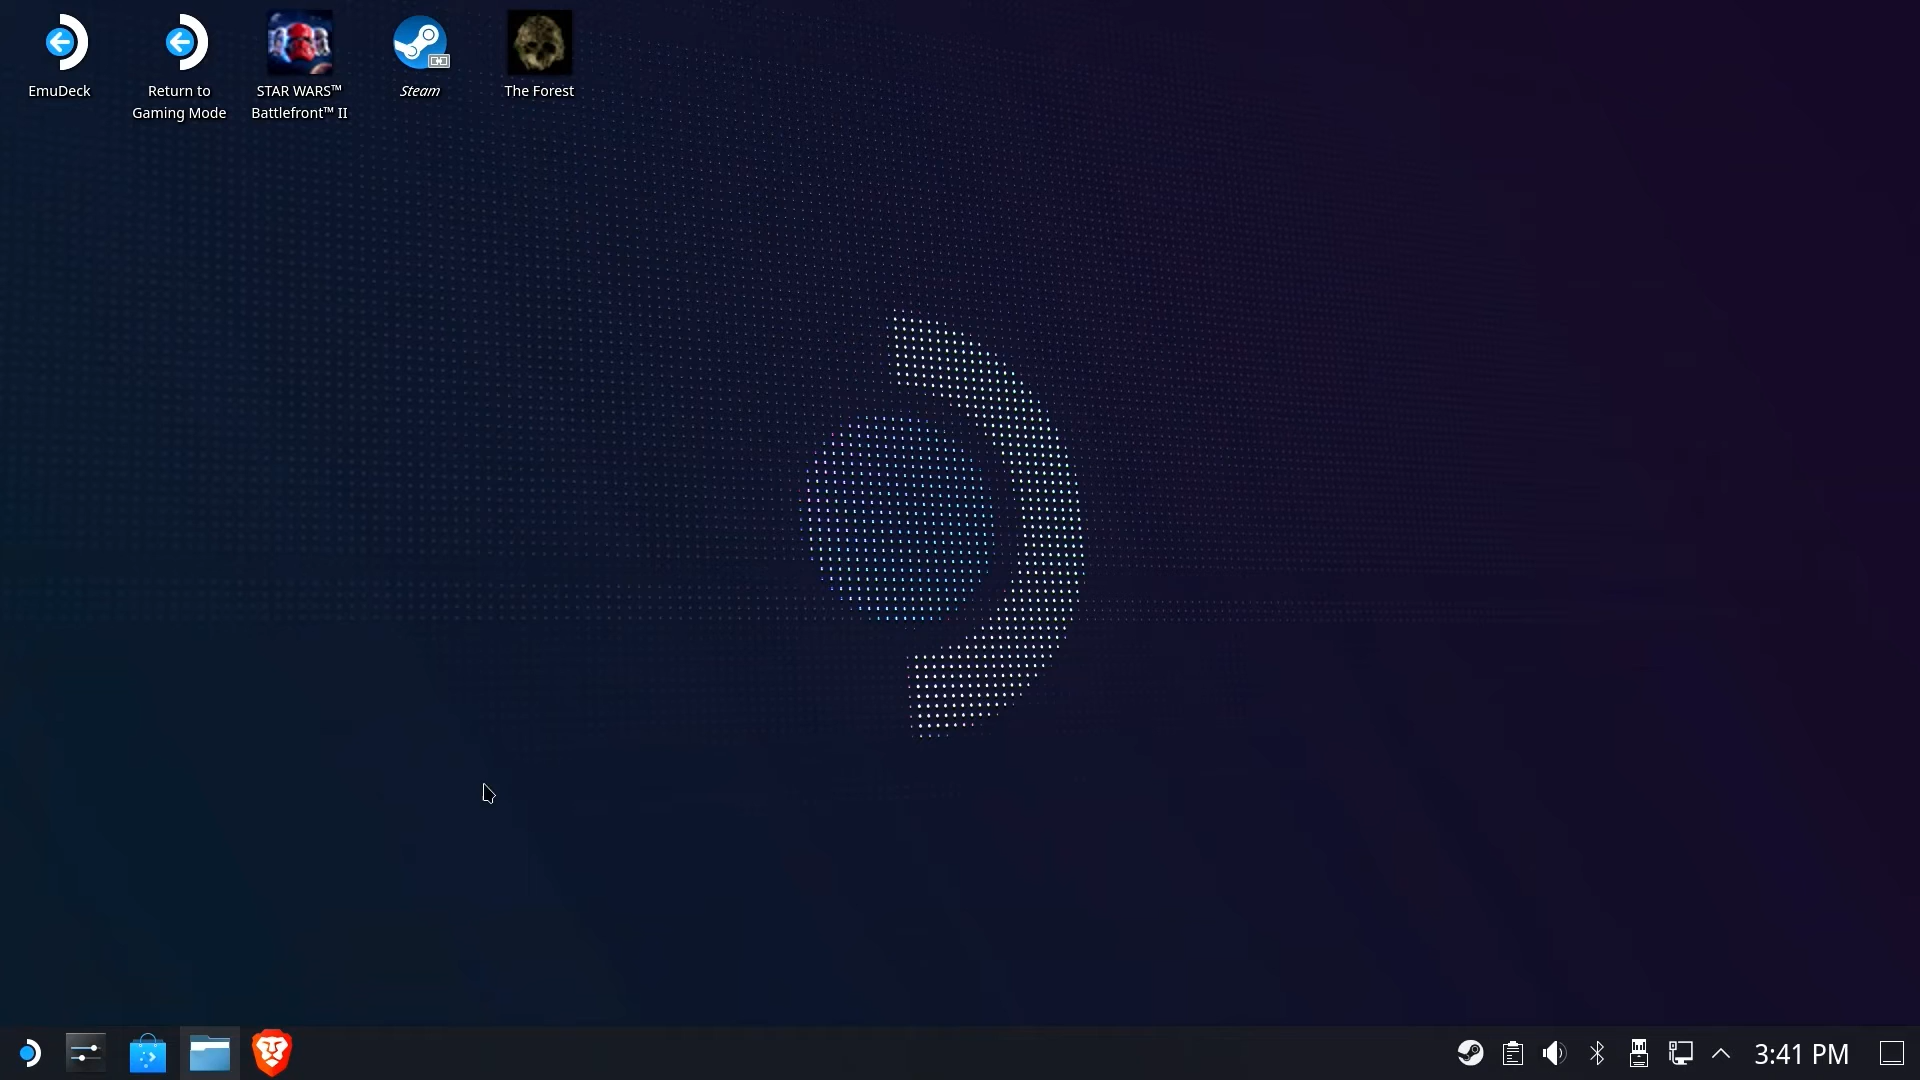 EmuDeck
Return to
Gaming Mode
STAR WARS™
Battlefront™ II
Steam
The Forest
3:41 PM